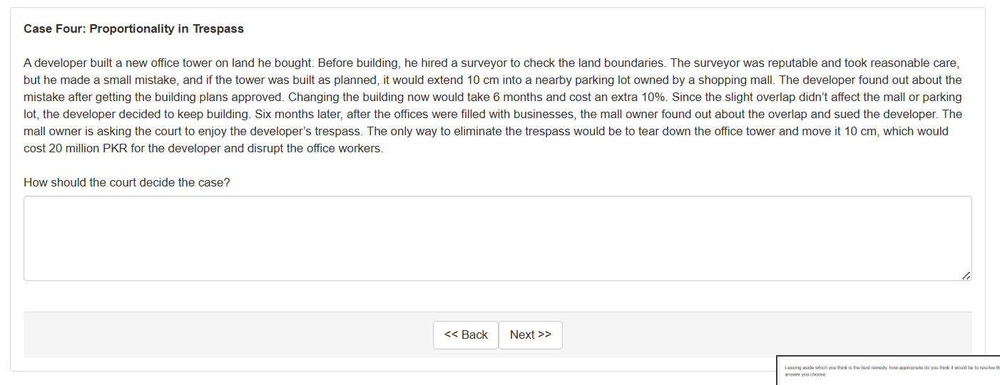 Case Four: Proportionality in Trespass
A developer built a new office tower on land he bought. Before building, he hired a surveyor to check the land boundaries. The surveyor was reputable and took reasonable care,
but he made a small mistake, and if the tower was built as planned, it would extend 10 cm into a nearby parking lot owned by a shopping mall. The developer found out about the
mistake after getting the building plans approved. Changing the building now would take 6 months and cost an extra 10%. Since the slight overlap didn’t affect the mall or parking
lot, the developer decided to keep building. Six months later, after the offices were filled with businesses, the mall owner found out about the overlap and sued the developer. The
mall owner is asking the court to enjoy the developer’s trespass. The only way to eliminate the trespass would be to tear down the office tower and move it 10 cm, which would
cost 20 million PKR for the developer and disrupt the office workers.
How should the court decide the case?
<< Back Next >>
Leaving aside which you think is the best remedy, how appropriate do you think it would be to resolve
answer you choose.